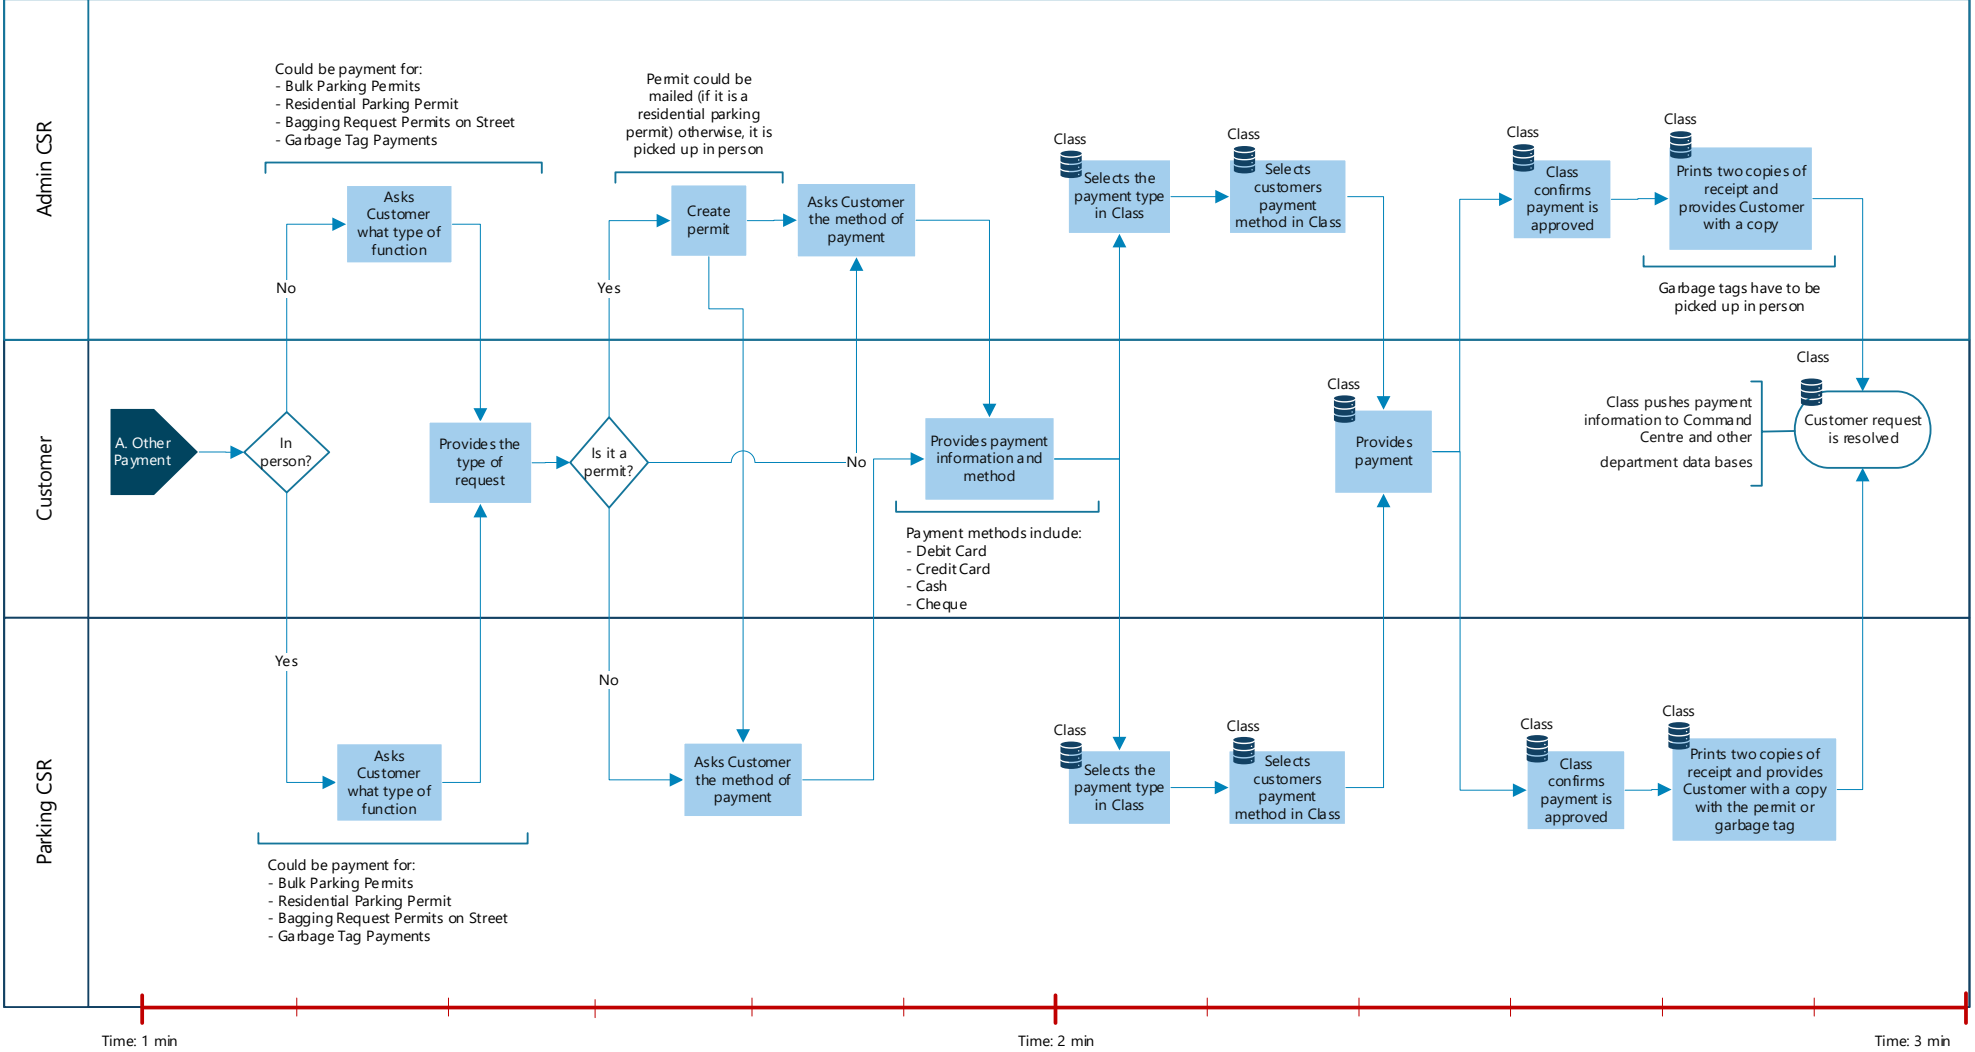 Admin CSR
Could be payment for:
- Bulk Parking Permits
- Residential Parking Permit
- Bagging Request Permits on Street
- Garbage Tag Payments
Asks
Customer
what type of
function
No
Permit could be
mailed (if it is a
residential parking
permit) otherwise, it is
picked up in person
Create
permit
Yes
Asks Customer
the method of
payment
Class
Selects the
payment type
in Class
Class
Selects
customers
payment
method in Class
Class
Class
confirms
payment is
approved
Class
Prints two copies of
receipt and
provides Customer
with a copy
Garbage tags have to be
picked up in person
Customer
A. Other
Payment
In
person?
Provides the
type of
request
Is it a
permit?
No
Provides payment
information and
method
Payment methods include:
- Debit Card
- Credit Card
- Cash
- Cheque
Class
Provides
payment
Class pushes payment
information to Command
Centre and other
department data bases
Class
Customer request
is resolved
Parking CSR
Yes
Asks
Customer
what type of
function
Could be payment for:
- Bulk Parking Permits
- Residential Parking Permit
- Bagging Request Permits on Street
- Garbage Tag Payments
No
Asks Customer
the method of
payment
Class
Selects the
payment type
in Class
Class
Selects
customers
payment
method in Class
Class
Class
confirms
payment is
approved
Class
Prints two copies of
receipt and provides
Customer with a copy
with the permit or
garbage tag
Time: 1 min
Time: 2 min
Time: 3 min